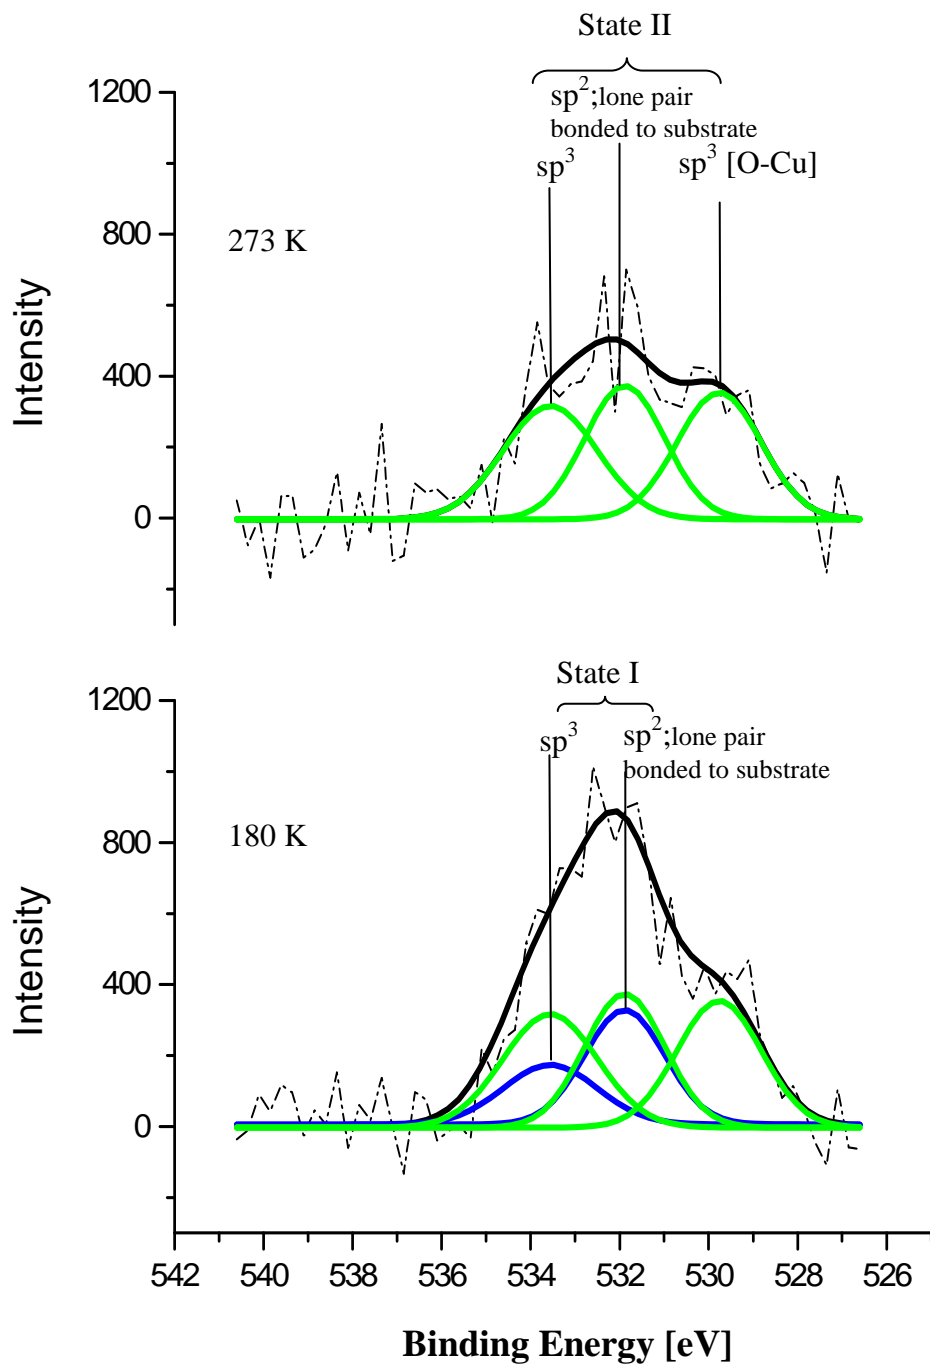 State II
1200
sp²;lone pair
bonded to substrate
sp³
sp³ [O-Cu]
800
273 K
Intensity
400
0
State I
1200
sp³
sp²;lone pair
bonded to substrate
180 K
800
Intensity
400
0
542 540 538 536 534 532 530 528 526
Binding Energy [eV]